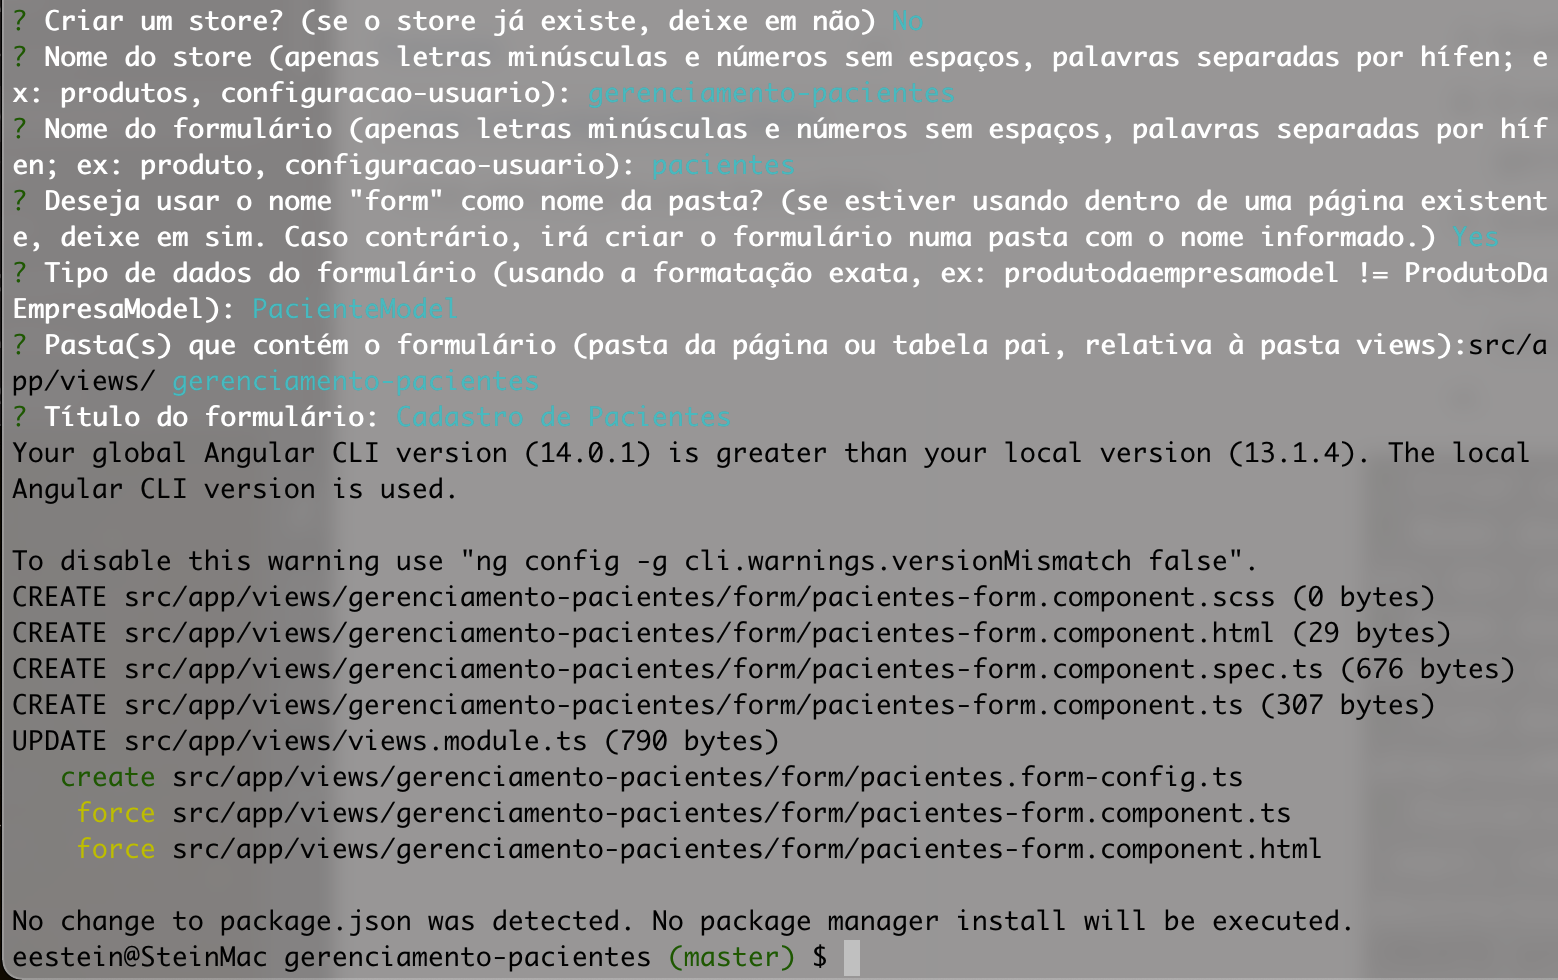 ? Criar um store? (se o store já existe, deixe em não) No
? Nome do store (apenas letras minúsculas e números sem espaços, palavras separadas por hífen; e
x: produtos, configuracao-usuario): gerenciamento-pacientes
? Nome do formulário (apenas letras minúsculas e números sem espaços, palavras separadas por híf
en; ex: produto, configuracao-usuario): pacientes
? Deseja usar o nome "form" como nome da pasta? (se estiver usando dentro de uma página existent
e, deixe em sim. Caso contrário, irá criar o formulário numa pasta com o nome informado.) Yes
? Tipo de dados do formulário (usando a formatação exata, ex: produtodaempresamodel != ProdutoDa
EmpresaModel): PacienteModel
? Pasta(s) que contém o formulário (pasta da página ou tabela pai, relativa à pasta views):src/a
pp/views/ gerenciamento-pacientes
? Título do formulário: Cadastro de Pacientes
Your global Angular CLI version (14.0.1) is greater than your local version (13.1.4). The local
Angular CLI version is used.
To disable this warning use "ng config -g cli.warnings.versionMismatch false".
CREATE src/app/views/gerenciamento-pacientes/form/pacientes-form.component.scss (0 bytes)
CREATE src/app/views/gerenciamento-pacientes/form/pacientes-form.component.html (29 bytes)
CREATE src/app/views/gerenciamento-pacientes/form/pacientes-form.component.spec.ts (676 bytes)
CREATE src/app/views/gerenciamento-pacientes/form/pacientes-form.component.ts (307 bytes)
UPDATE src/app/views/views.module.ts (790 bytes)
create src/app/views/gerenciamento-pacientes/form/pacientes.form-config.ts
force src/app/views/gerenciamento-pacientes/form/pacientes-form.component.ts
force src/app/views/gerenciamento-pacientes/form/pacientes-form.component.html
No change to package.json was detected. No package manager install will be executed.
eestein@SteinMac gerenciamento-pacientes (master) $